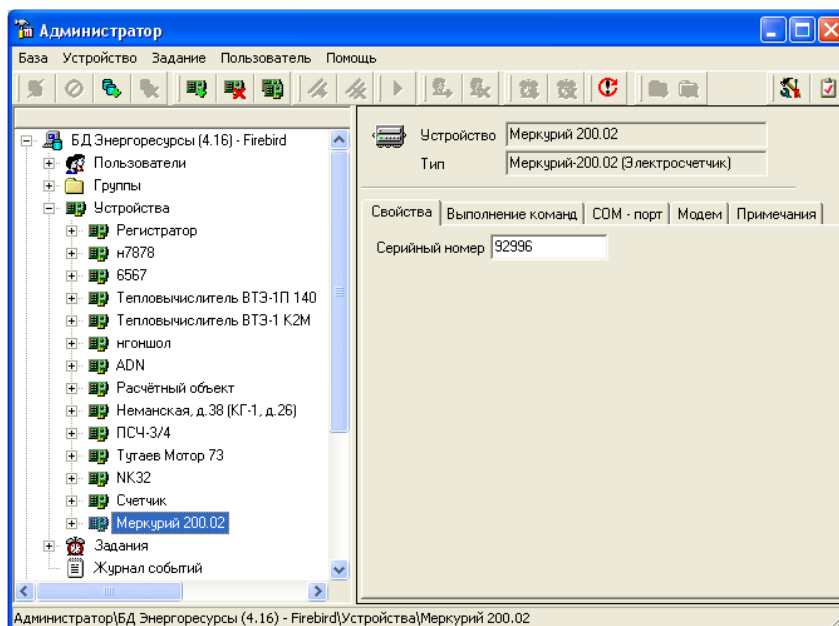 Администратор
База Устройство Задание Пользователь Помощь
БД Энергоресурсы (4.16) - Firebird
Пользователи
Группы
Устройства
Регистратор
н7878
6567
Тепловычислитель ВТЭ-1П 140
Тепловычислитель ВТЭ-1 К2М
нгоншол
ADN
Расчётный объект
Неманская, д.38 (КГ-1, д.26)
ПСЧ-3/4
Тутаев Мотор 73
NK32
Счетчик
Меркурий 200.02
Задания
Журнал событий
Устройство Меркурий 200.02
Тип Меркурий-200.02 (Электросчетчик)
Свойства Выполнение команд COM - порт Модем Примечания
Серийный номер 92996
Администратор\БД Энергоресурсы (4.16) - Firebird\Устройства\Меркурий 200.02